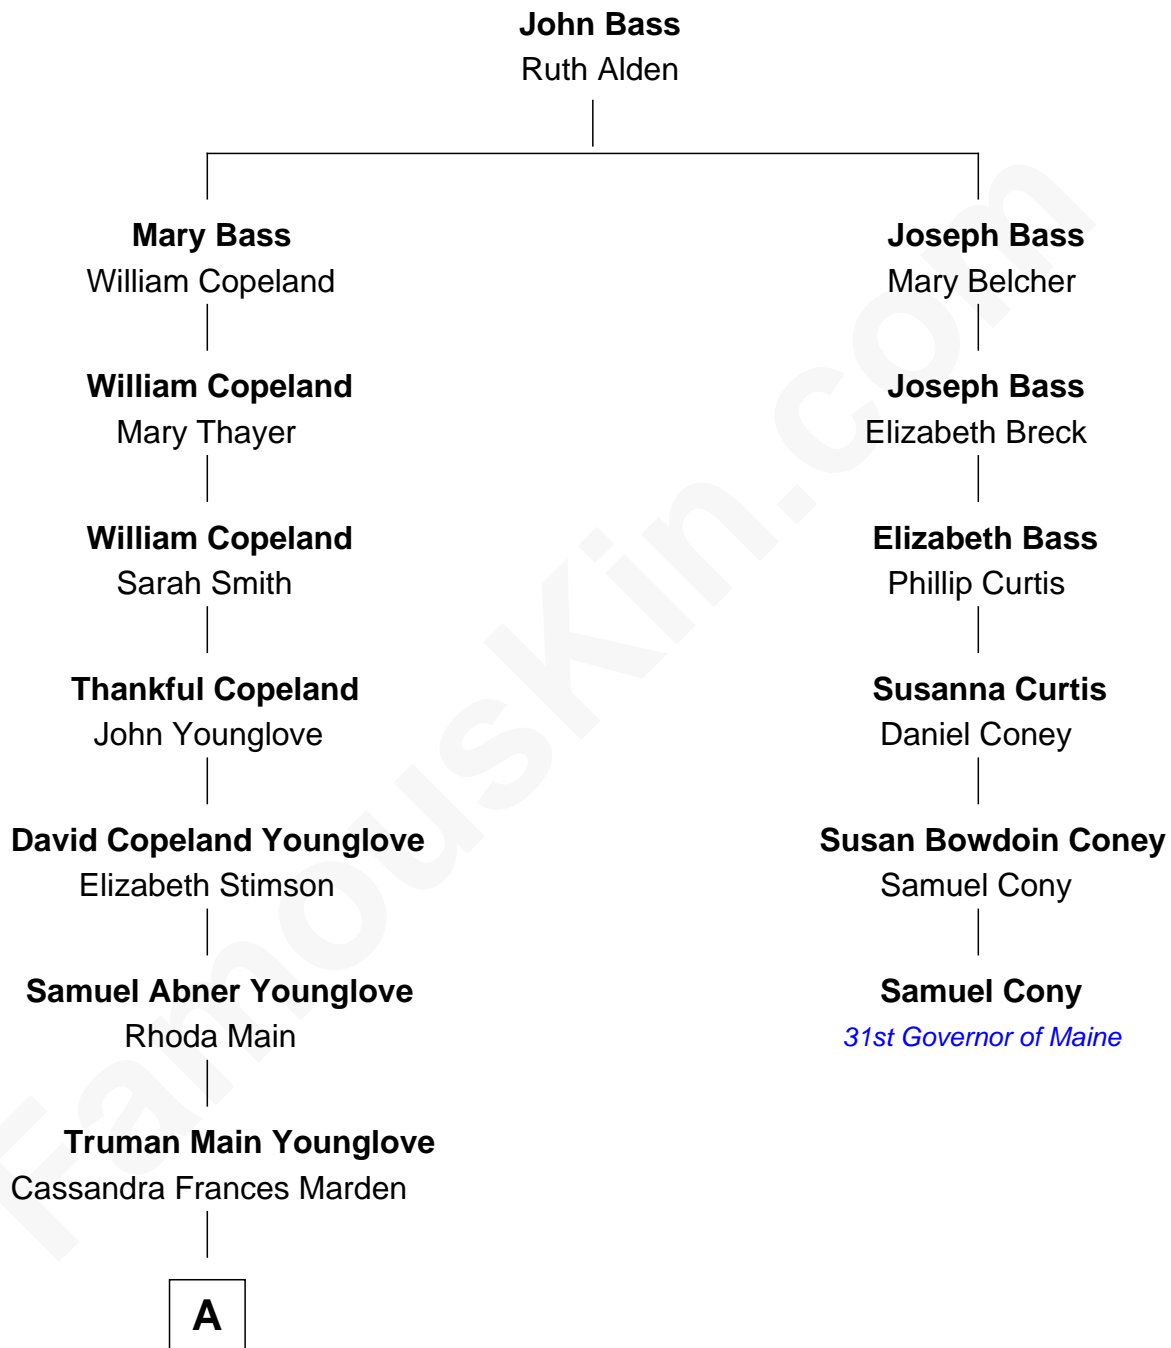 John Bass
Ruth Alden
Mary Bass
William Copeland
William Copeland
Mary Thayer
William Copeland
Sarah Smith
Thankful Copeland
John Younglove
David Copeland Younglove
Elizabeth Stimson
Samuel Abner Younglove
Rhoda Main
Truman Main Younglove
Cassandra Frances Marden
A
Joseph Bass
Mary Belcher
Joseph Bass
Elizabeth Breck
Elizabeth Bass
Phillip Curtis
Susanna Curtis
Daniel Coney
Susan Bowdoin Coney
Samuel Cony
Samuel Cony
31st Governor of Maine
FamousKin.com